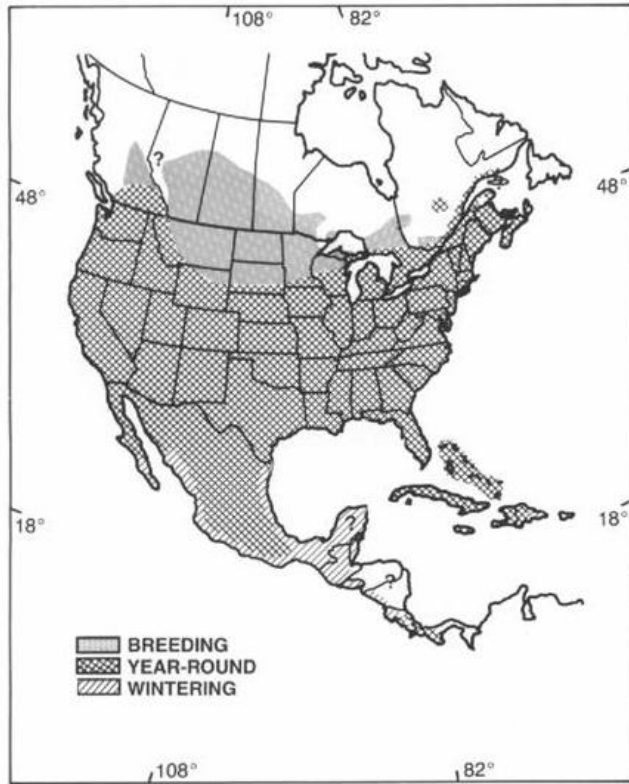 108° 82°
?
48° 48°
18° 18°
?
?
BREEDING
YEAR-ROUND
WINTERING
108° 82°